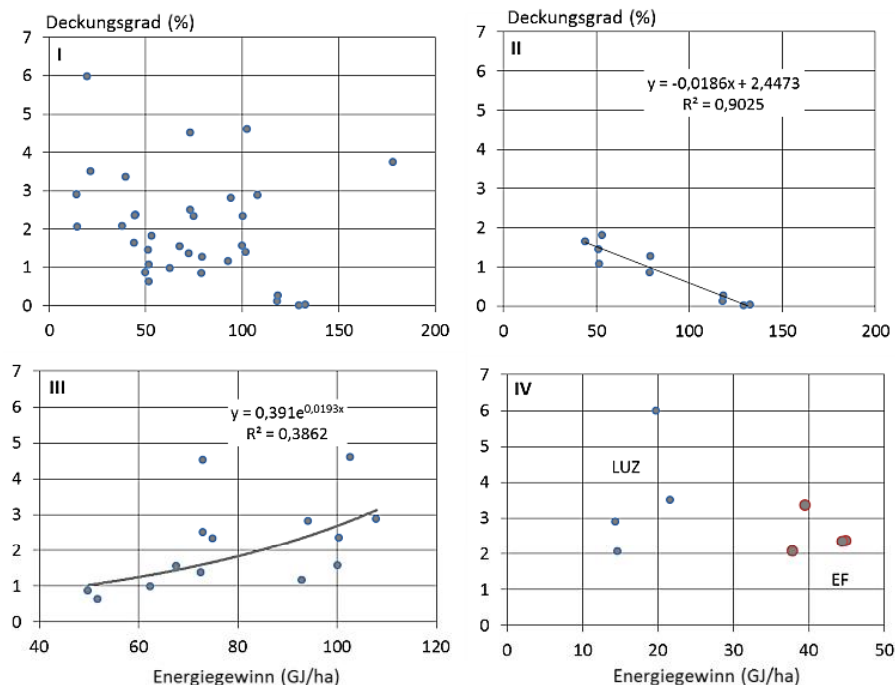 Deckungsgrad (%)
I
7
6
5
4
3
2
1
0
0 50 100 150 200
Deckungsgrad (%)
II
y = -0,0186x + 2,4473
R² = 0,9025
7
6
5
4
3
2
1
0
0 50 100 150 200
III
y = 0,391e^0,0193x
R² = 0,3862
7
6
5
4
3
2
1
0
40 60 80 100 120
Energiegewinn (GJ/ha)
IV
LUZ
EF
7
6
5
4
3
2
1
0
0 10 20 30 40 50
Energiegewinn (GJ/ha)